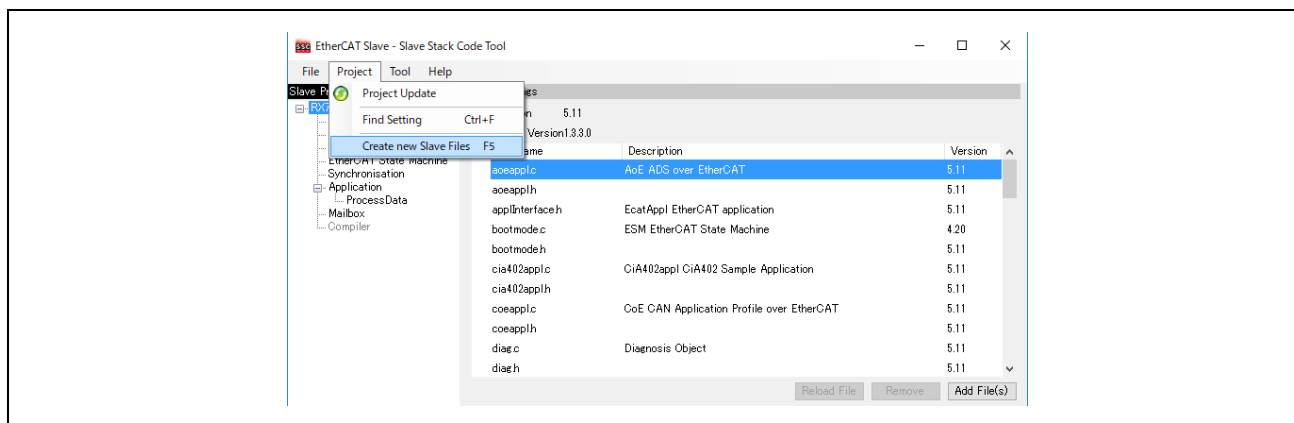 SSC EtherCAT Slave - Slave Stack Code Tool
File Project Tool Help
Project Update
Find Setting Ctrl+F
Create new Slave Files F5
Slave
EtherCAT State Machine
Synchronisation
Application
ProcessData
Mailbox
Compiler
5.11
Version1.3.3.0
Description Version
aoeappl.c AoE ADS over EtherCAT 5.11
aoeappl.h 5.11
applInterface.h EcatAppl EtherCAT application 5.11
bootmode.c ESM EtherCAT State Machine 4.20
bootmode.h 5.11
cia402appl.c CiA402appl CiA402 Sample Application 5.11
cia402appl.h 5.11
coeappl.c CoE CAN Application Profile over EtherCAT 5.11
coeappl.h 5.11
diag.c Diagnosis Object 5.11
diag.h 5.11
Reload File Remove Add File(s)